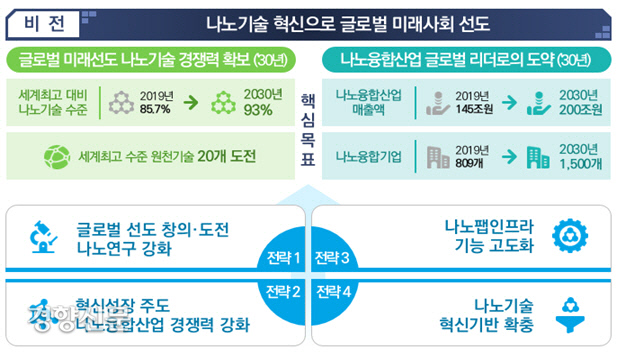 비 전
나노기술 혁신으로 글로벌 미래사회 선도
글로벌 미래선도 나노기술 경쟁력 확보 ('30년)
세계최고 대비
나노기술 수준
2019년
85.7%
2030년
93%
세계최고 수준 원천기술 20개 도전
핵심목표
나노융합산업 글로벌 리더로의 도약 ('30년)
나노융합산업
매출액
2019년
145조원
2030년
200조원
나노융합기업
2019년
809개
2030년
1,500개
글로벌 선도 창의·도전
나노연구 강화
전략 1
전략 3
나노팹인프라
기능 고도화
혁신성장 주도
나노융합산업 경쟁력 강화
전략 2
전략 4
나노기술
혁신기반 확충
경향신문